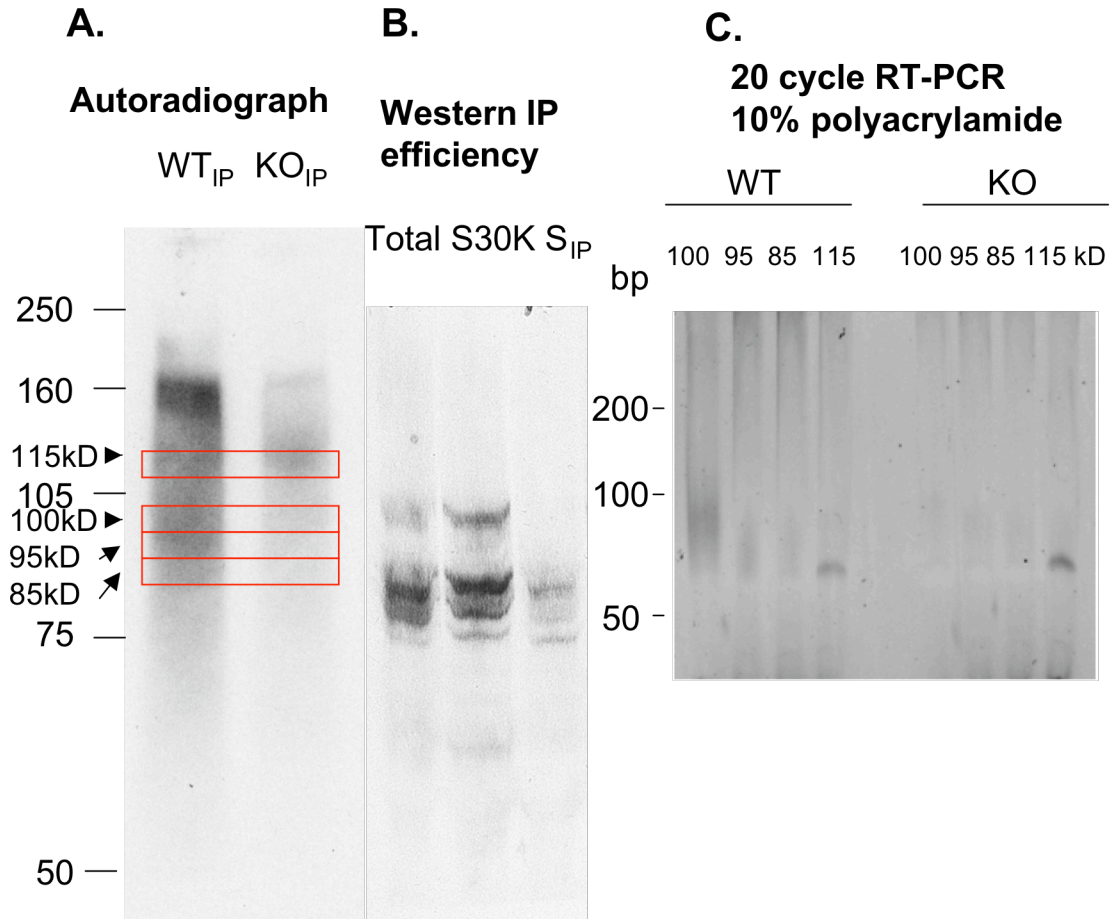 A.
Autoradiograph
WTIP KOIP
250
160
115kD
105
100kD
95kD
85kD
75
50
B.
Western IP
efficiency
Total S30K SIP
C.
20 cycle RT-PCR
10% polyacrylamide
WT KO
100 95 85 115 100 95 85 115 kD
bp
200
100
50